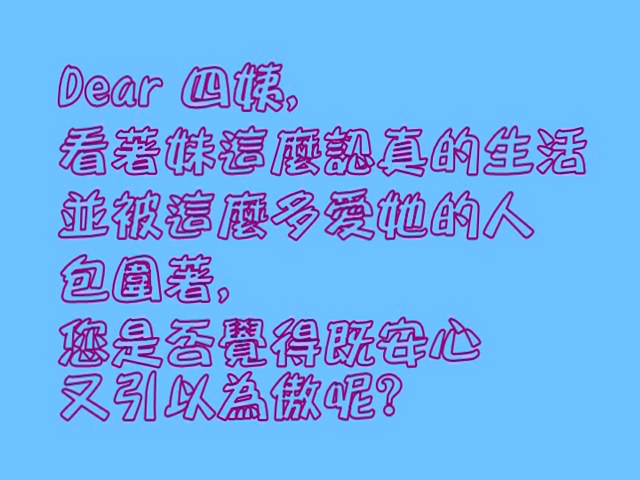 Dear 四姨,
看著妹這麼認真的生活
並被這麼多愛她的人
包圍著,
您是否覺得既安心
又引以為傲呢?